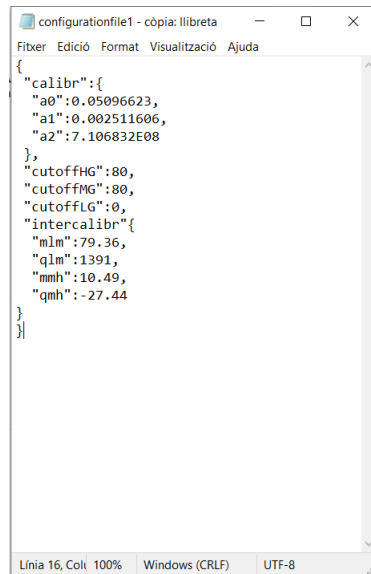 configurationfile1 - còpia: llibreta
Fitxer Edició Format Visualització Ajuda
{
"calibr":{
"a0":0.05096623,
"a1":0.002511606,
"a2":7.106832E08
},
"cutoffHG":80,
"cutoffMG":80,
"cutoffLG":0,
"intercalibr"{
"mlm":79.36,
"qlm":1391,
"mmh":10.49,
"qmh":-27.44
}
}
Línia 16, Colu 100% Windows (CRLF) UTF-8